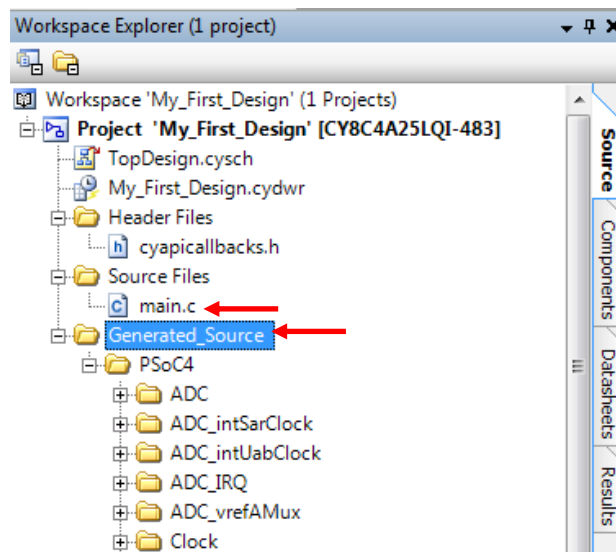 Workspace Explorer (1 project)
Workspace 'My_First_Design' (1 Projects)
Project 'My_First_Design' [CY8C4A25LQI-483]
TopDesign.cysch
My_First_Design.cydwr
Header Files
h cyapicallbacks.h
Source Files
c main.c
Generated_Source
PSoC4
ADC
ADC_intSarClock
ADC_intUabClock
ADC_IRQ
ADC_vrefAMux
Clock
Source
Components
Datasheets
Results